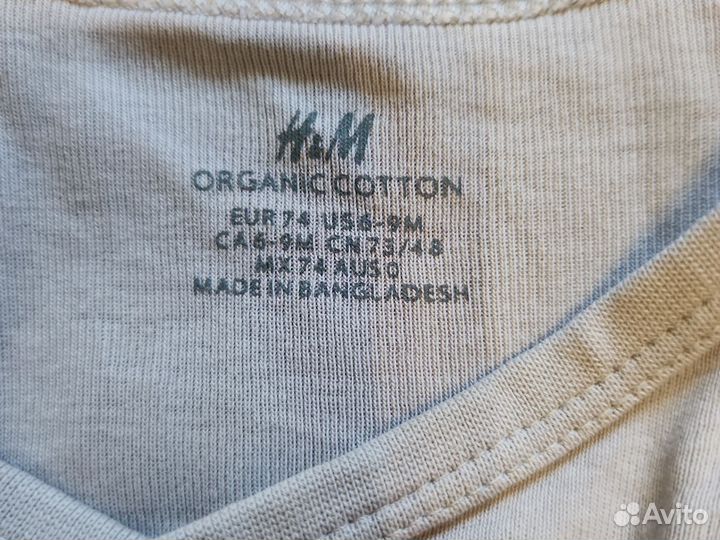 H&M
ORGANIC COTTON
EUR 74 US 6-9M
CA 6-9M CN 73/48
MX 74 AUS 0
MADE IN BANGLADESH
Avito